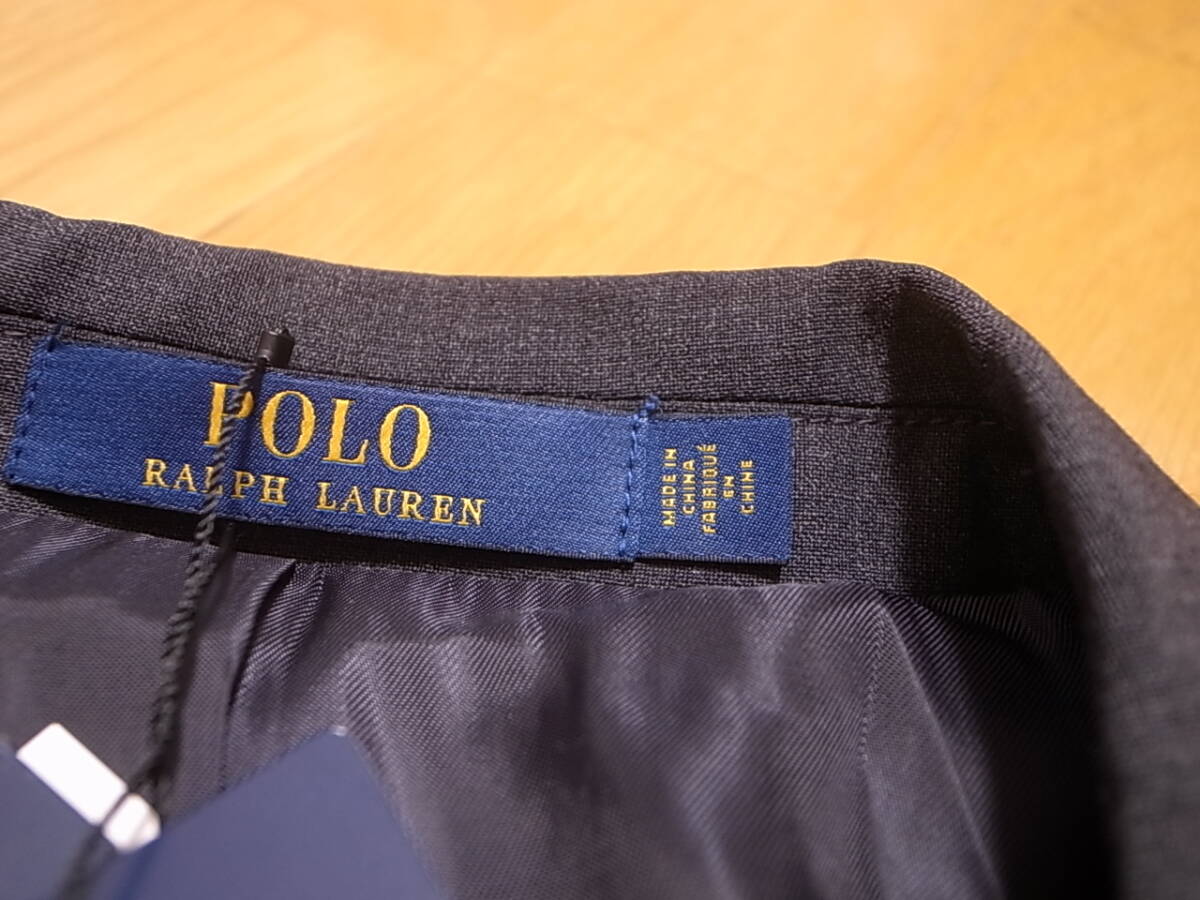 POLO
RALPH LAUREN
MADE IN
CHINA
FABRIQUÉ
EN
CHINE